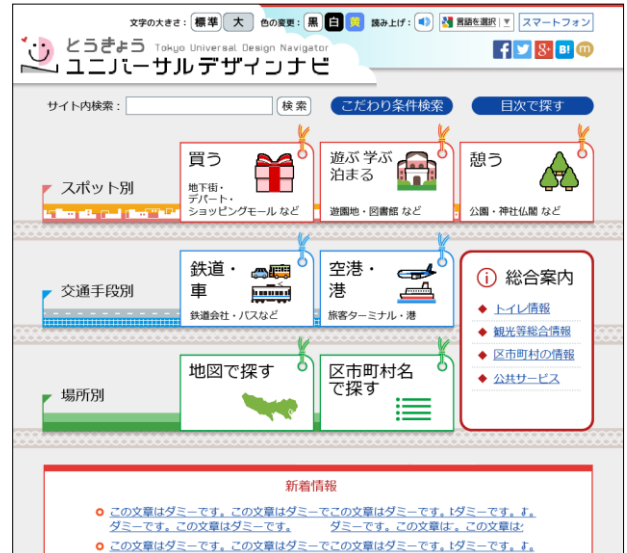 文字の大きさ： 標準 大 色の変更： 黒 白 黄 読み上げ： 言語を選択 ▼ スマートフォン
とうきょう Tokyo Universal Design Navigator
ユニバーサルデザインナビ
サイト内検索： 検索 こだわり条件検索 目次で探す
スポット別
買う
地下街・
デパート・
ショッピングモール など
遊ぶ 学ぶ
泊まる
遊園地・図書館 など
憩う
公園・神社仏閣 など
交通手段別
鉄道・
車
鉄道会社・バスなど
空港・
港
旅客ターミナル・港
総合案内
トイレ情報
観光等総合情報
区市町村の情報
公共サービス
場所別
地図で探す
区市町村名
で探す
新着情報
この文章はダミーです。この文章はダミーでこの文章はダミーです。ダミーです。
ダミーです。この文章はダミーです。 ダミーです。この文章は 。この文章は
この文章はダミーです。この文章はダミーでこの文章はダミーです。ダミーです。